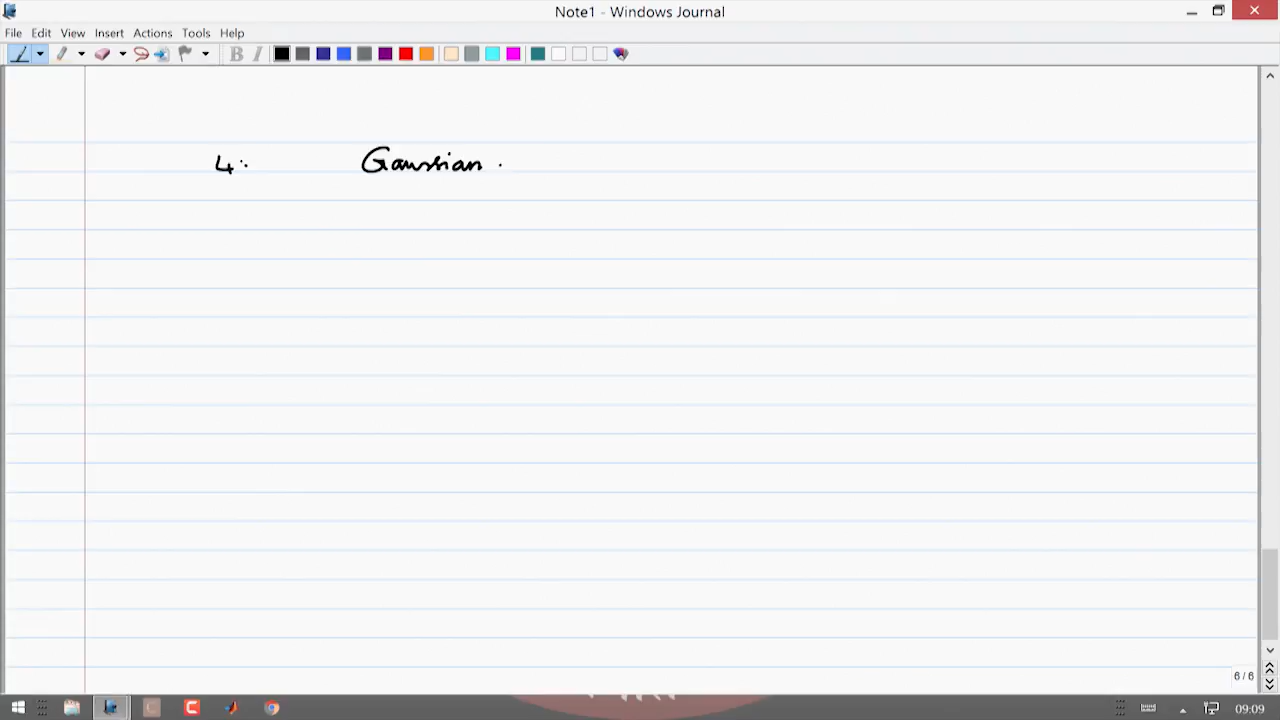 Note1 - Windows Journal
File Edit View Insert Actions Tools Help
B I
4: Gaussian.
6 / 6
09:09